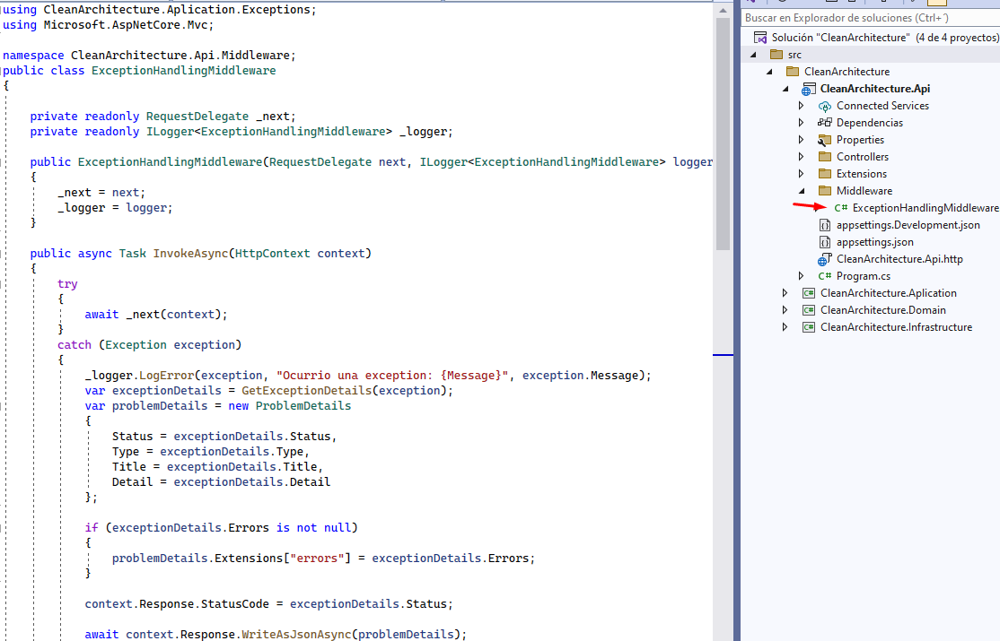 using CleanArchitecture.Aplication.Exceptions;
using Microsoft.AspNetCore.Mvc;
namespace CleanArchitecture.Api.Middleware;
public class ExceptionHandlingMiddleware
{
private readonly RequestDelegate _next;
private readonly ILogger<ExceptionHandlingMiddleware> _logger;
public ExceptionHandlingMiddleware(RequestDelegate next, ILogger<ExceptionHandlingMiddleware> logger
{
_next = next;
_logger = logger;
}
public async Task InvokeAsync(HttpContext context)
{
try
{
await _next(context);
}
catch (Exception exception)
{
_logger.LogError(exception, "Ocurrio una exception: {Message}", exception.Message);
var exceptionDetails = GetExceptionDetails(exception);
var problemDetails = new ProblemDetails
{
Status = exceptionDetails.Status,
Type = exceptionDetails.Type,
Title = exceptionDetails.Title,
Detail = exceptionDetails.Detail
};
if (exceptionDetails.Errors is not null)
{
problemDetails.Extensions["errors"] = exceptionDetails.Errors;
}
context.Response.StatusCode = exceptionDetails.Status;
await context.Response.WriteAsJsonAsync(problemDetails);
Buscar en Explorador de soluciones (Ctrl+´)
Solución "CleanArchitecture" (4 de 4 proyectos)
src
CleanArchitecture
CleanArchitecture.Api
Connected Services
Dependencias
Properties
Controllers
Extensions
Middleware
C# ExceptionHandlingMiddleware
appsettings.Development.json
appsettings.json
CleanArchitecture.Api.http
C# Program.cs
C# CleanArchitecture.Aplication
C# CleanArchitecture.Domain
C# CleanArchitecture.Infrastructure